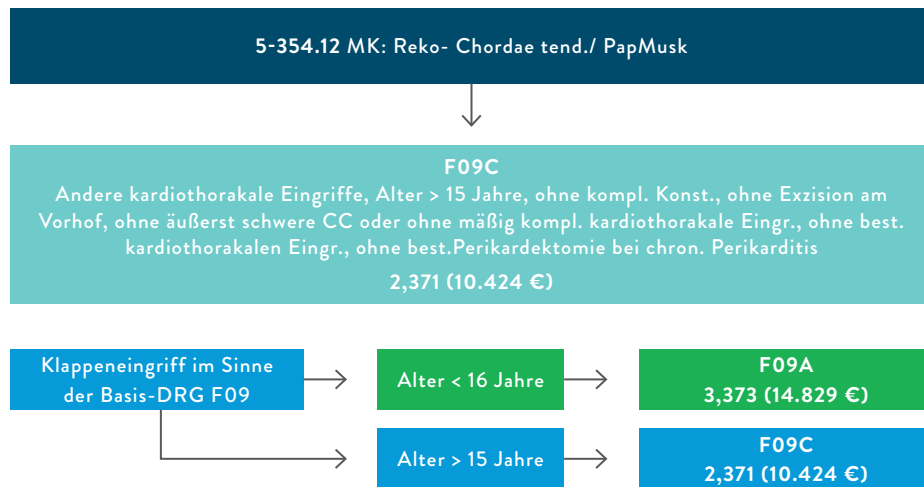 5-354.12 MK: Reko- Chordae tend./ PapMusk
F09C
Andere kardiothorakale Eingriffe, Alter > 15 Jahre, ohne kompl. Konst., ohne Exzision am
Vorhof, ohne äußerst schwere CC oder ohne mäßig kompl. kardiothorakale Eingr., ohne best.
kardiothorakalen Eingr., ohne best.Perikardektomie bei chron. Perikarditis
2,371 (10.424 €)
Klappeneingriff im Sinne
der Basis-DRG F09
Alter < 16 Jahre
F09A
3,373 (14.829 €)
Alter > 15 Jahre
F09C
2,371 (10.424 €)